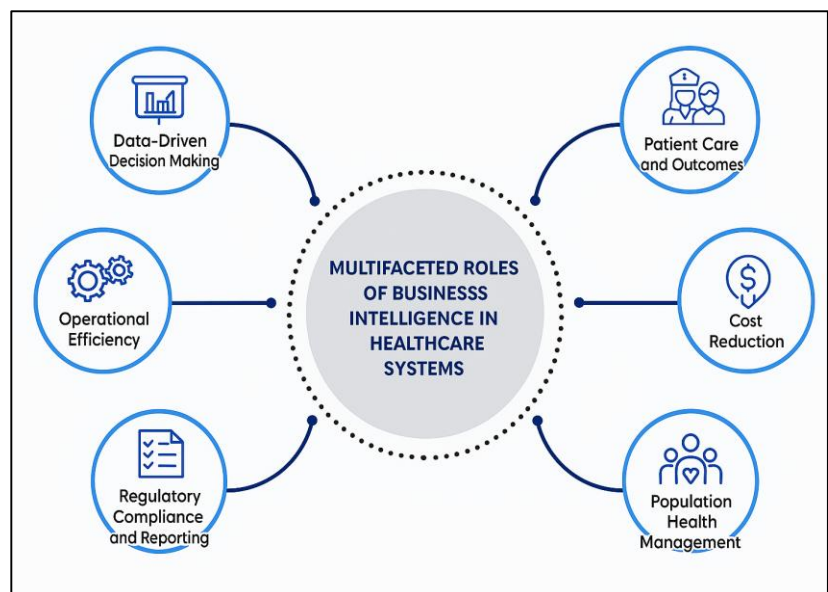 Data-Driven
Decision Making
Patient Care
and Outcomes
MULTIFACETED ROLES
OF BUSINESSS
INTELLIGENCE IN
HEALTHCARE
SYSTEMS
Operational
Efficiency
$
Cost
Reduction
Regulatory
Compliance
and Reporting
Population
Health
Management